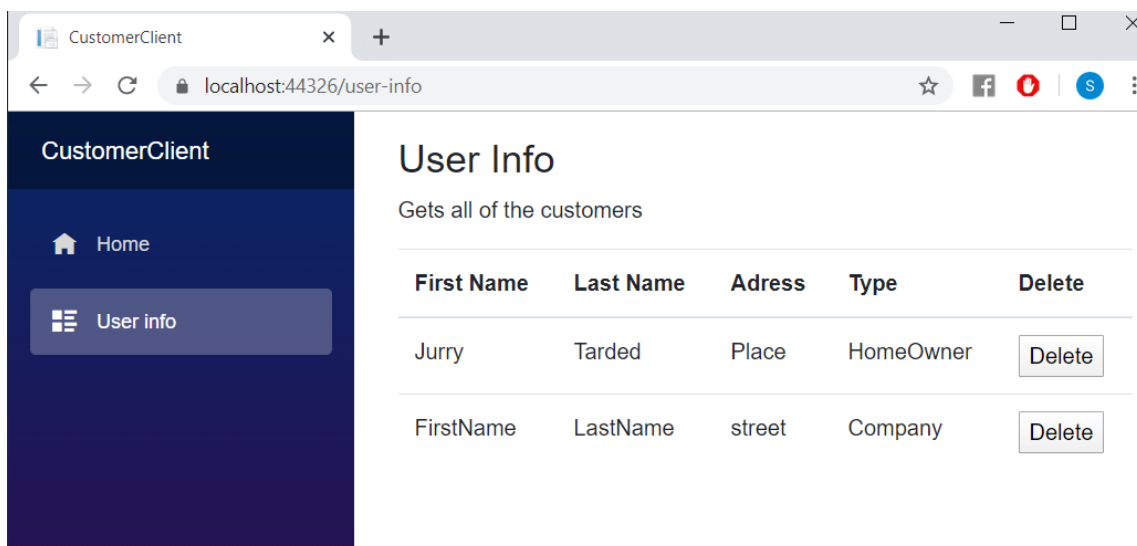 CustomerClient
localhost:44326/user-info
S
CustomerClient
Home
User info
User Info
Gets all of the customers
First Name Last Name Adress Type Delete
Jurry Tarded Place HomeOwner Delete
FirstName LastName street Company Delete